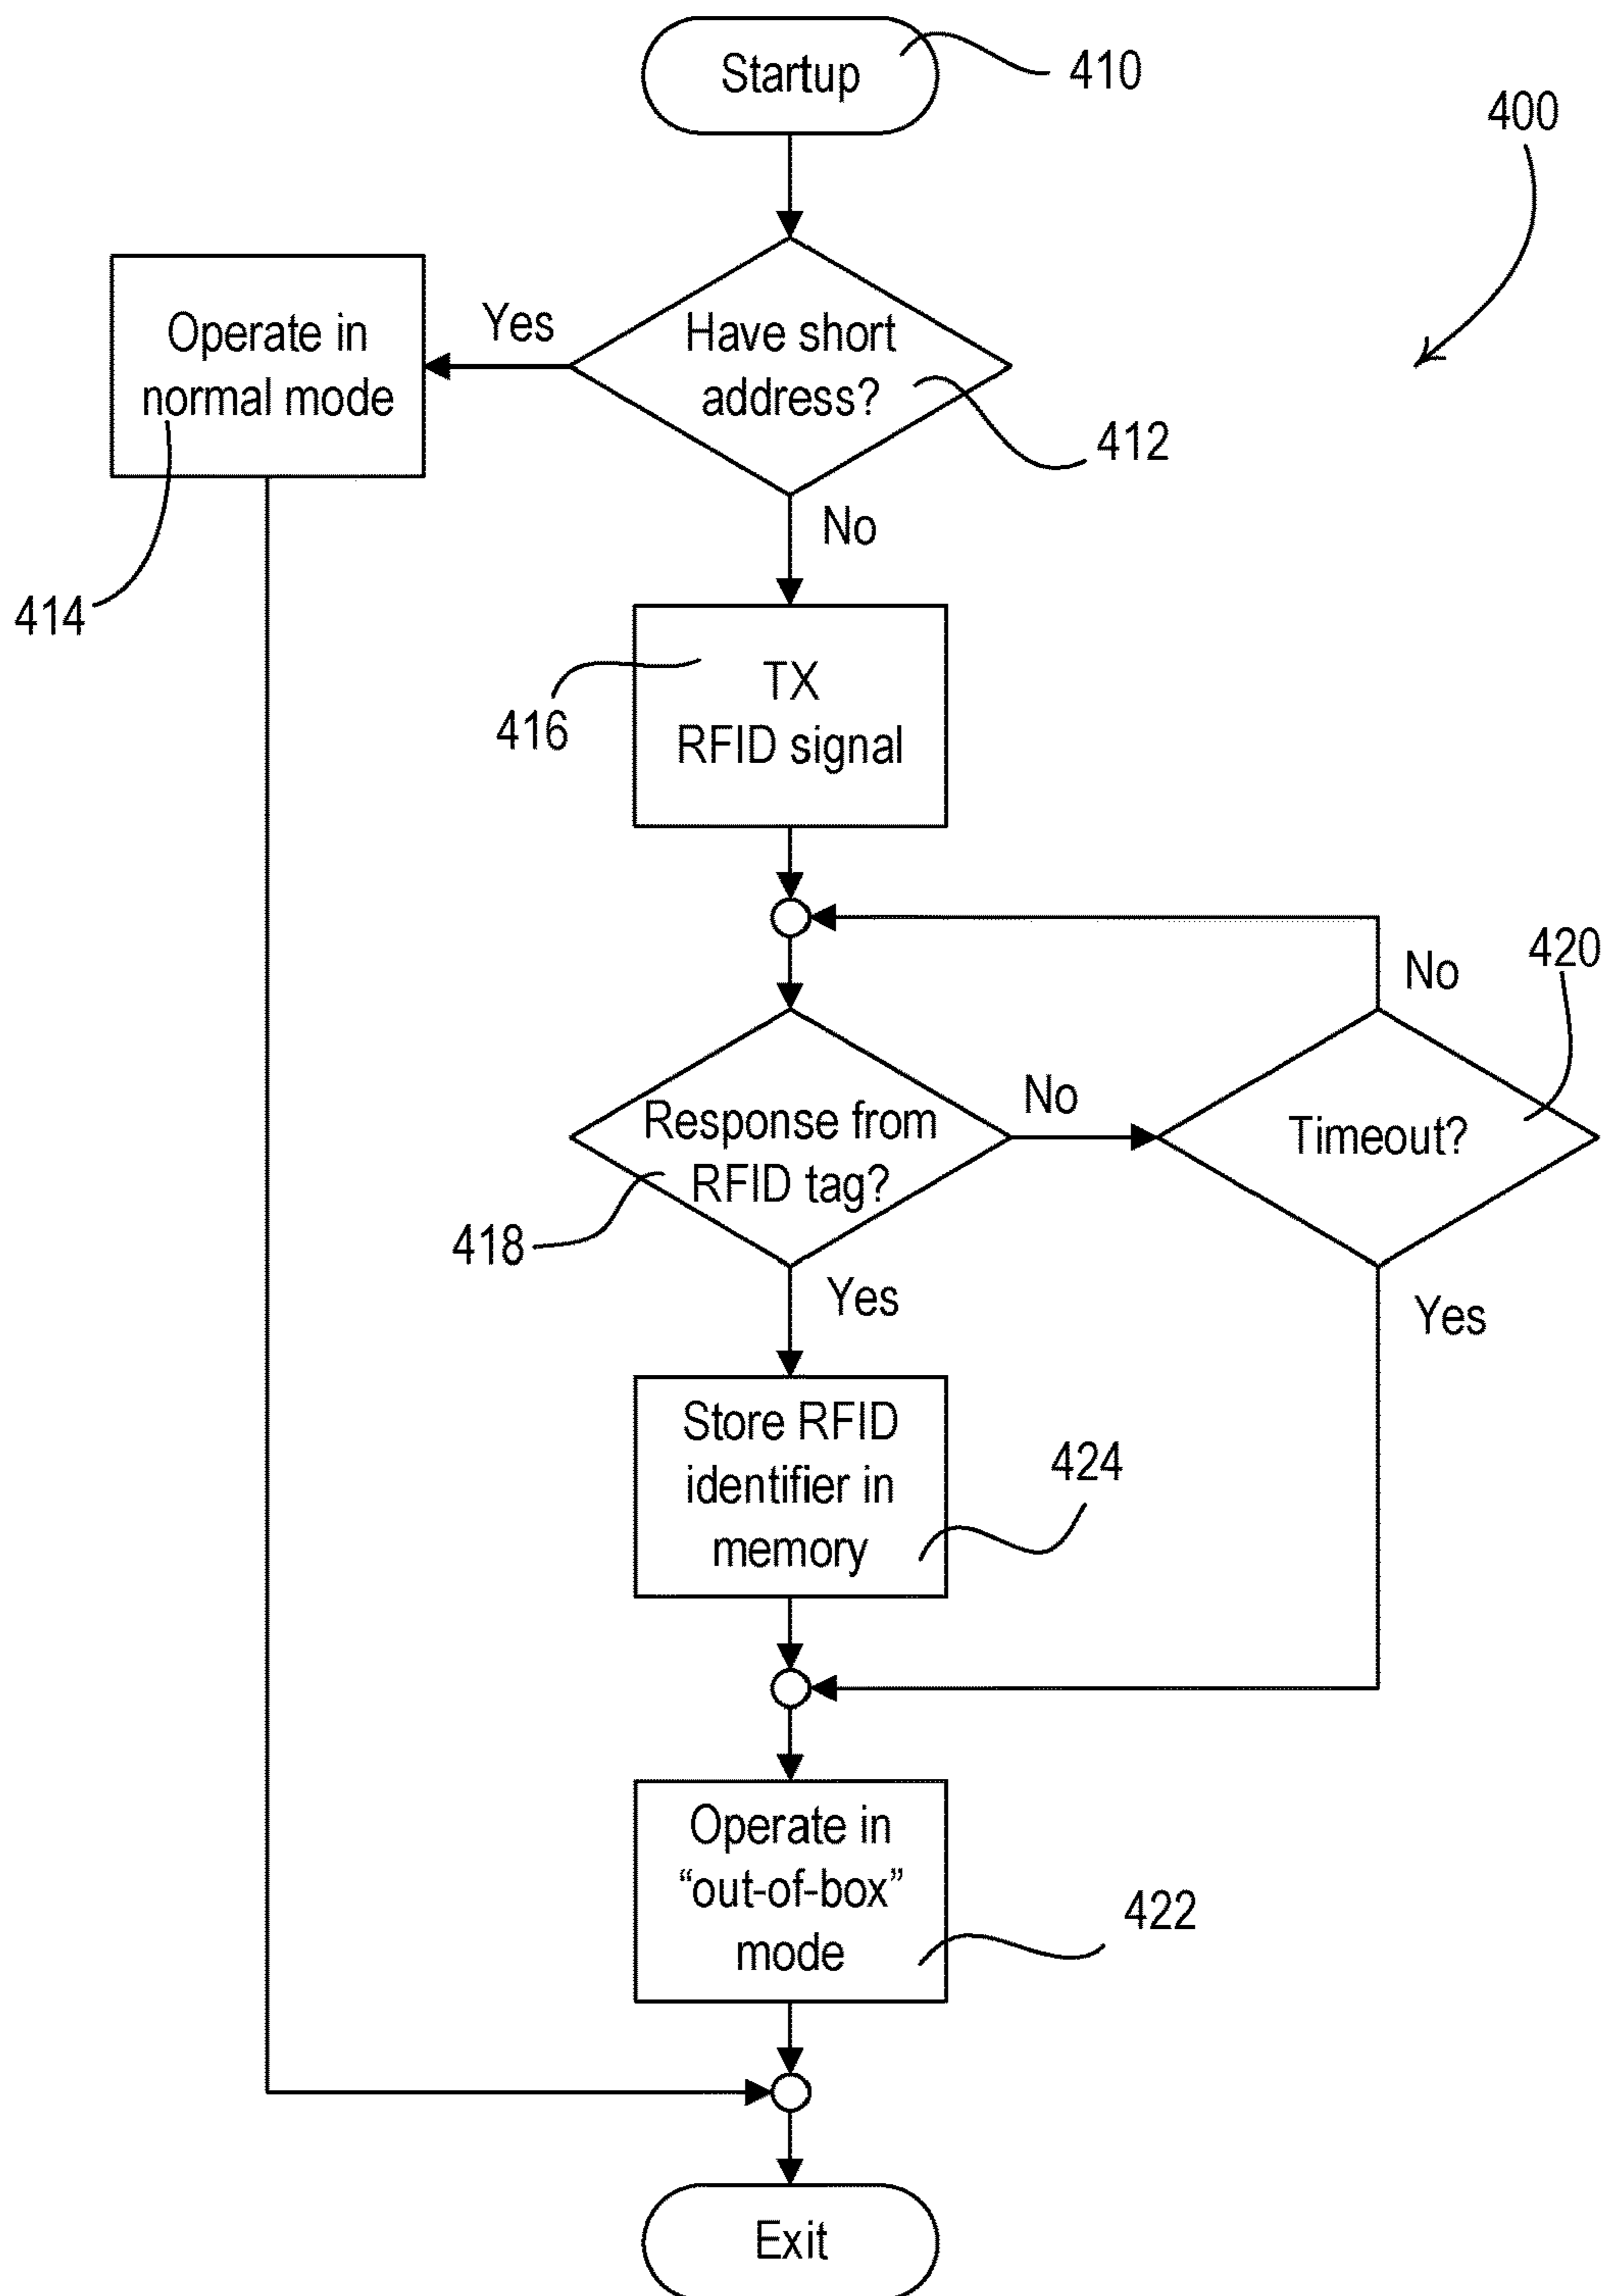 Startup
410
400
Operate in
normal mode
Yes
Have short
address?
412
No
414
TX
RFID signal
416
420
No
Response from
RFID tag?
No
Timeout?
418
Yes
Yes
Store RFID
identifier in
memory
424
Operate in
“out-of-box”
mode
422
Exit